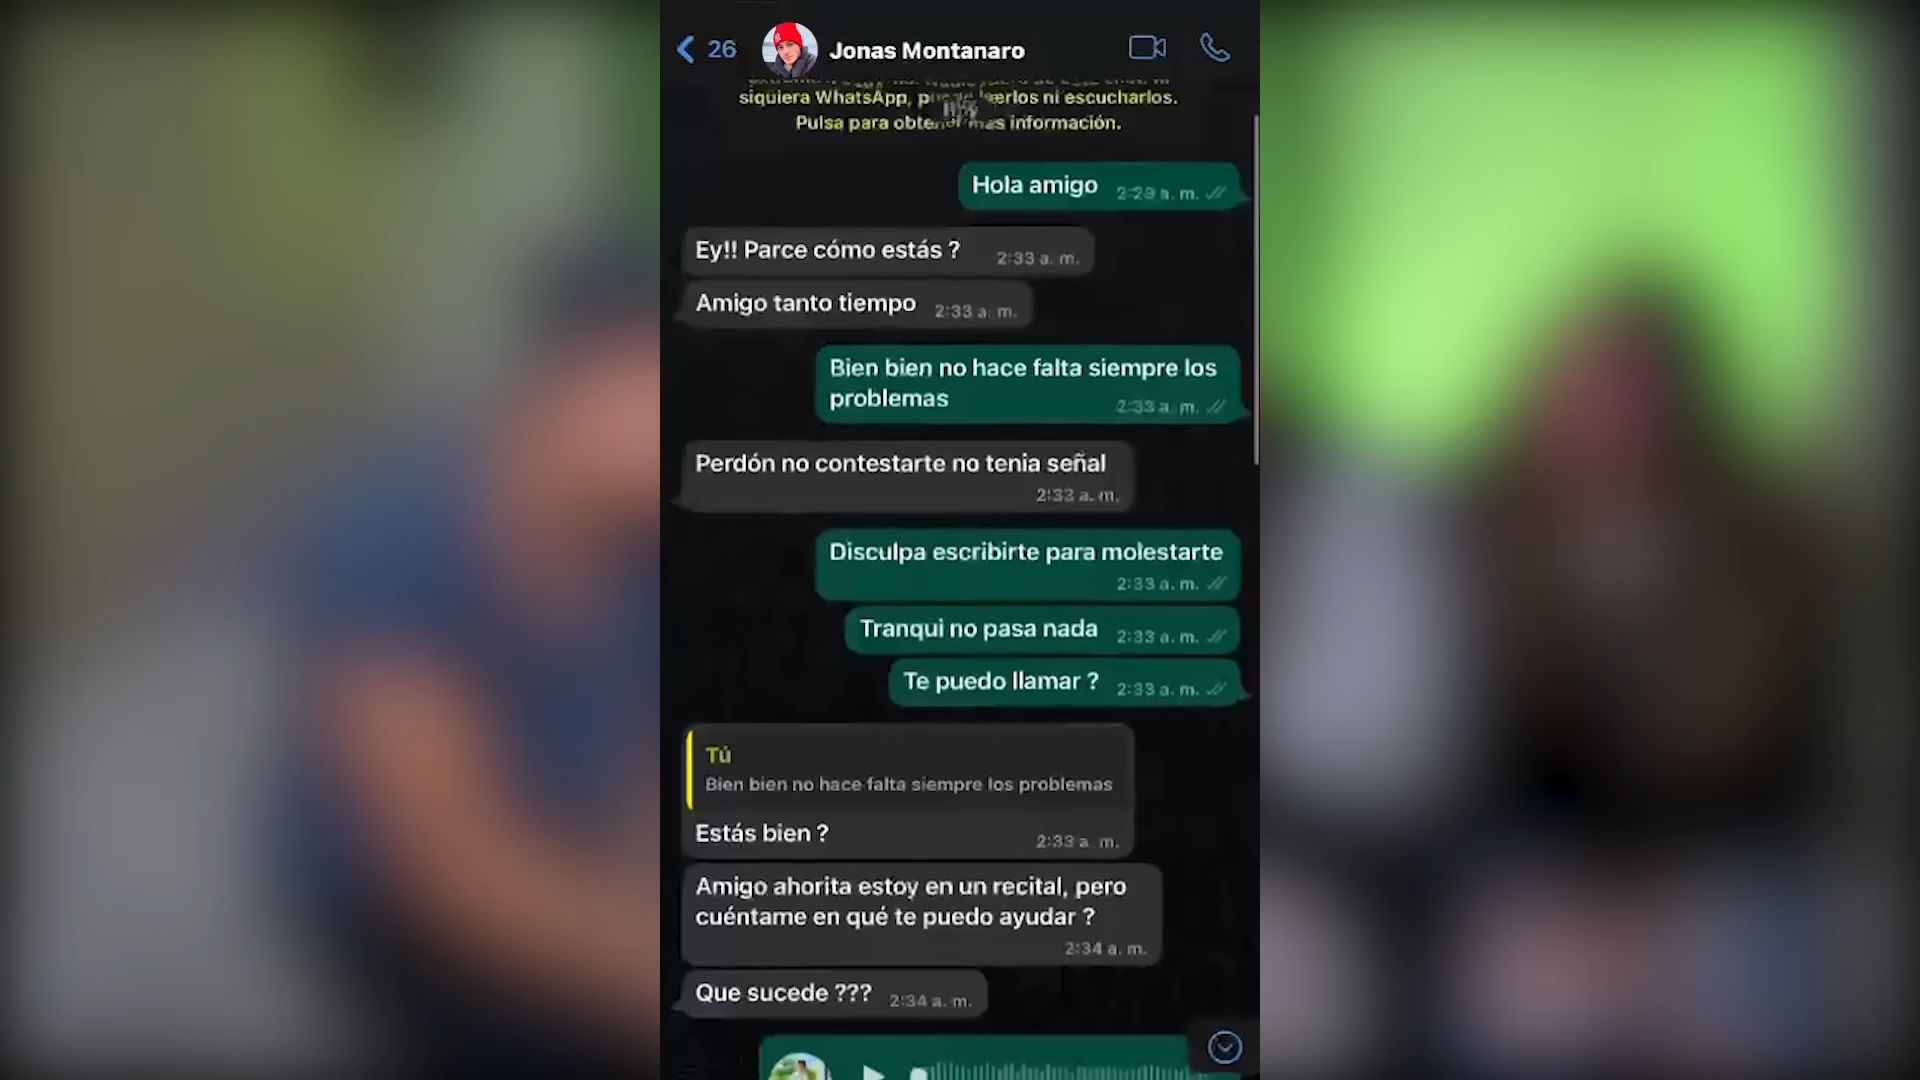 26
Jonas Montanaro
siquiera WhatsApp, leerlos ni escucharlos.
Pulsa para obtener más información.
Hola amigo 2:29 a. m.
Ey!! Parce cómo estás ? 2:33 a. m.
Amigo tanto tiempo 2:33 a. m.
Bien bien no hace falta siempre los
problemas 2:33 a. m.
Perdón no contestarte no tenia señal
2:33 a. m.
Disculpa escribirte para molestarte
2:33 a. m.
Tranqui no pasa nada 2:33 a. m.
Te puedo llamar ? 2:33 a. m.
Tú
Bien bien no hace falta siempre los problemas
Estás bien ? 2:33 a. m.
Amigo ahorita estoy en un recital, pero
cuéntame en qué te puedo ayudar ?
2:34 a. m.
Que sucede ??? 2:34 a. m.